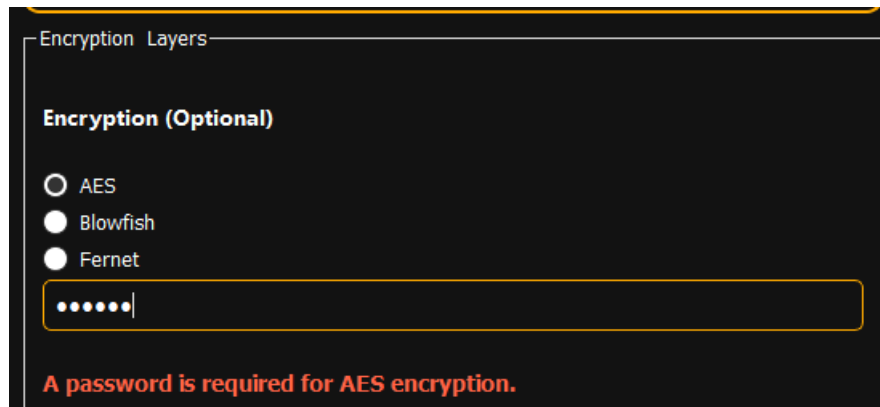 Encryption Layers
Encryption (Optional)
AES
Blowfish
Fernet
●●●●●●
A password is required for AES encryption.